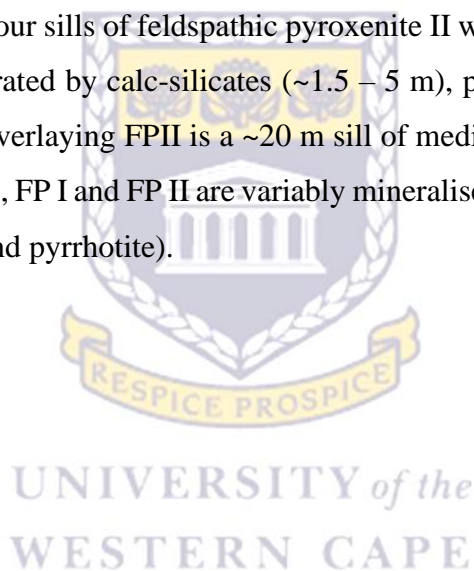 our sills of feldspathic pyroxenite II w
rated by calc-silicates (~1.5 – 5 m), p
verlaying FPII is a ~20 m sill of medi
, FP I and FP II are variably mineralise
nd pyrrhotite).
RESPICE PROSPICE
UNIVERSITY of the
WESTERN CAPE